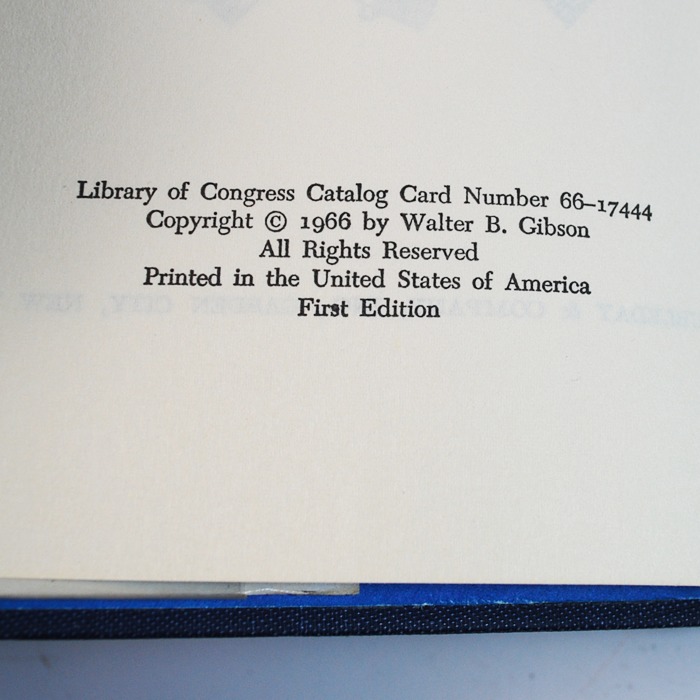 Library of Congress Catalog Card Number 66–17444
Copyright © 1966 by Walter B. Gibson
All Rights Reserved
Printed in the United States of America
First Edition